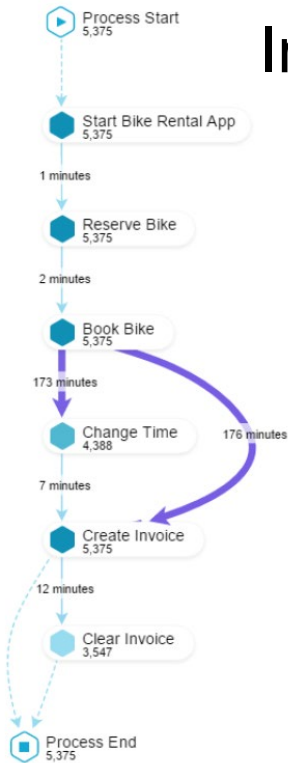 Process Start
5,375
In
Start Bike Rental App
5,375
1 minutes
Reserve Bike
5,375
2 minutes
Book Bike
5,375
173 minutes
Change Time
4,388
176 minutes
7 minutes
Create Invoice
5,375
12 minutes
Clear Invoice
3,547
Process End
5,375